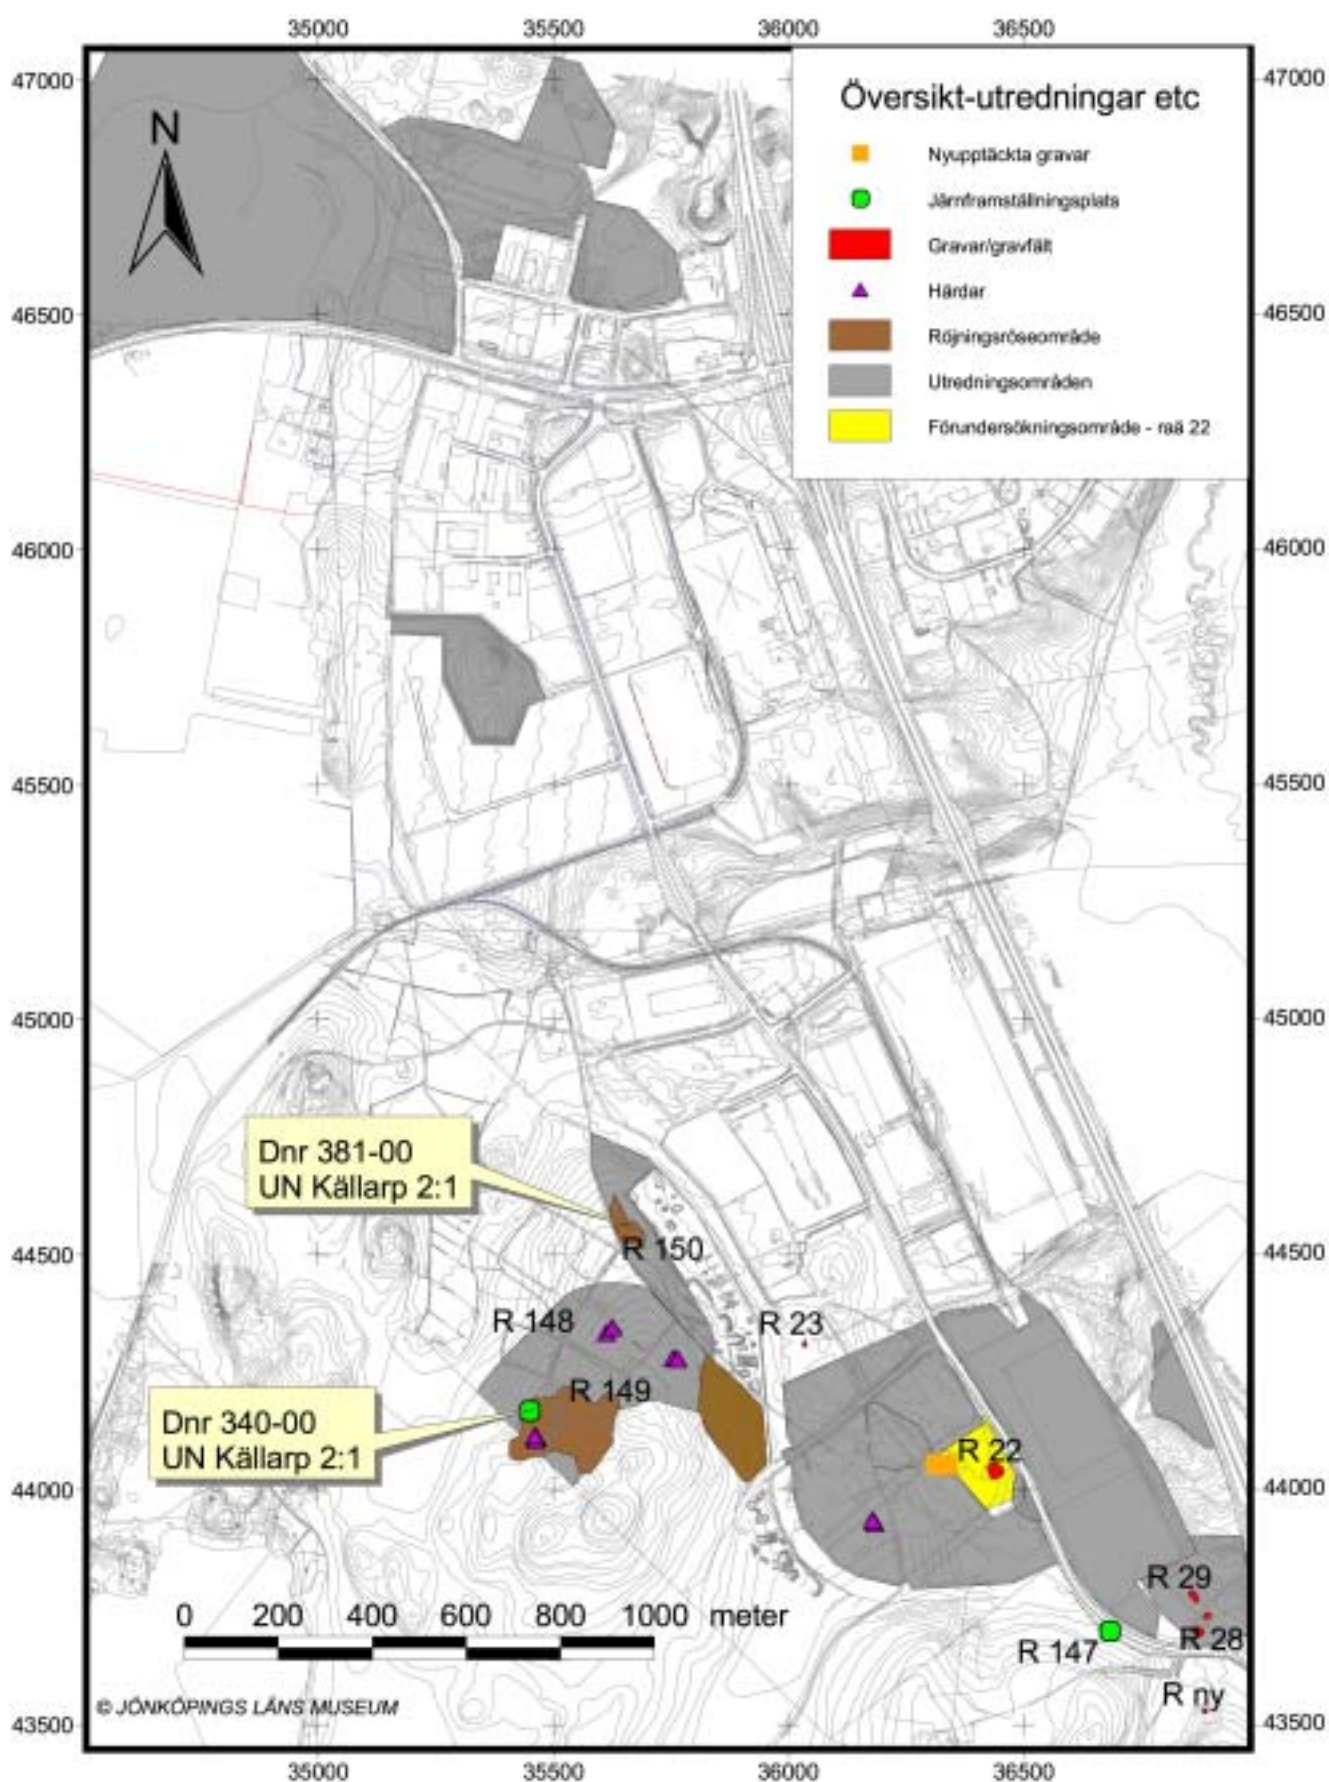 35000 35500 36000 36500
47000 47000
Översikt-utredningar etc
N
Nyupptäckta gravar
Järnframställningsplats
Gravar/gravfält
Härdar
46500 46500
Röjningsröseområde
Utredningsområden
Förundersökningsområde - raä 22
46000 46000
45500 45500
45000 45000
Dnr 381-00
UN Källarp 2:1
44500 44500
R 150
R 148
R 23
R 149
Dnr 340-00
UN Källarp 2:1
R 22
44000 44000
R 29
0 200 400 600 800 1000 meter
R 28
R 147
R ny
© JÖNKÖPINGS LÄNS MUSEUM
43500 43500
35000 35500 36000 36500